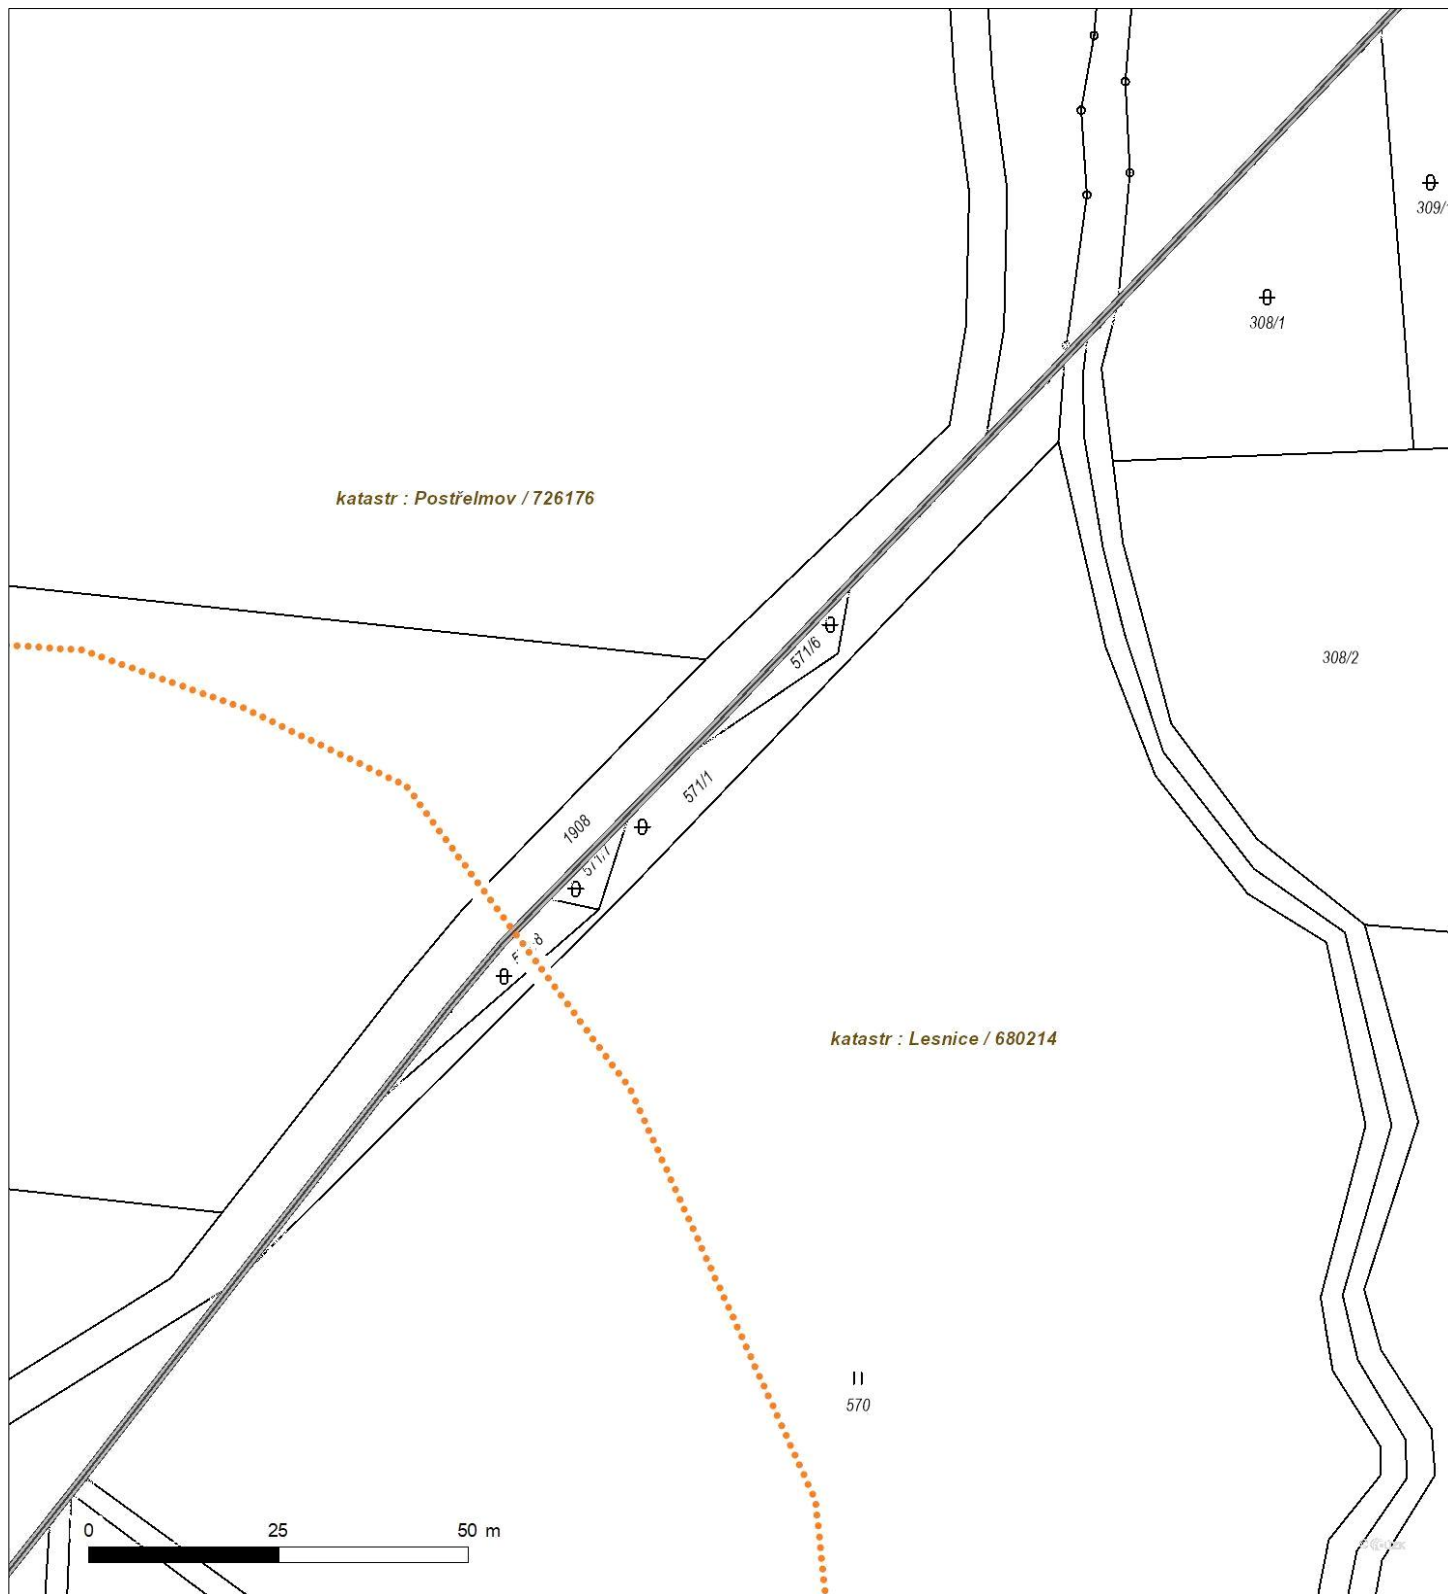 309/
308/1
katastr : Postřelmov / 726176
571/6
308/2
571/1
1908
571/7
katastr : Lesnice / 680214
570
0 25 50 m